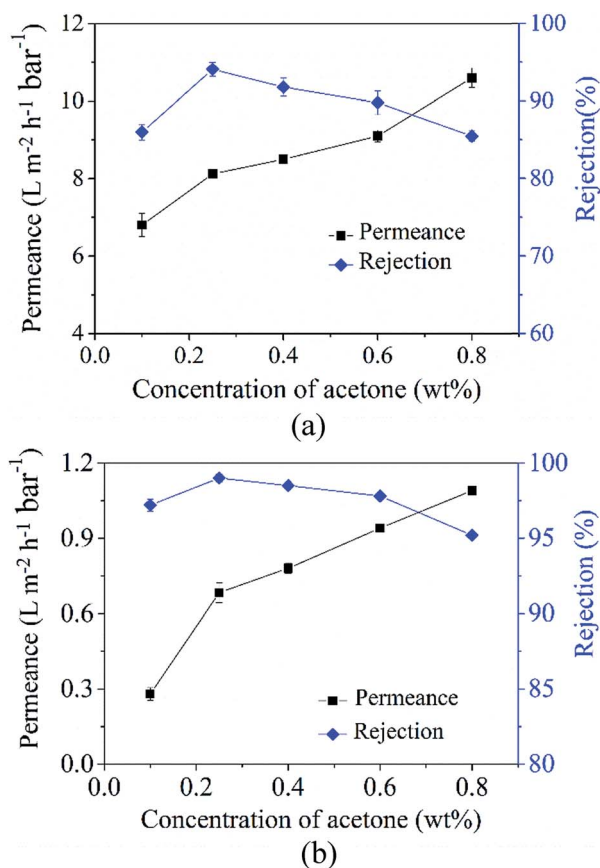 12
10
8
6
4
Permeance (L m⁻² h⁻¹ bar⁻¹)
100
90
80
70
60
Rejection(%)
Permeance
Rejection
0.0 0.2 0.4 0.6 0.8
Concentration of acetone (wt%)
(a)
1.2
0.9
0.6
0.3
0.0
Permeance (L m⁻² h⁻¹ bar⁻¹)
100
95
90
85
80
Rejection (%)
Permeance
Rejection
0.0 0.2 0.4 0.6 0.8
Concentration of acetone (wt%)
(b)